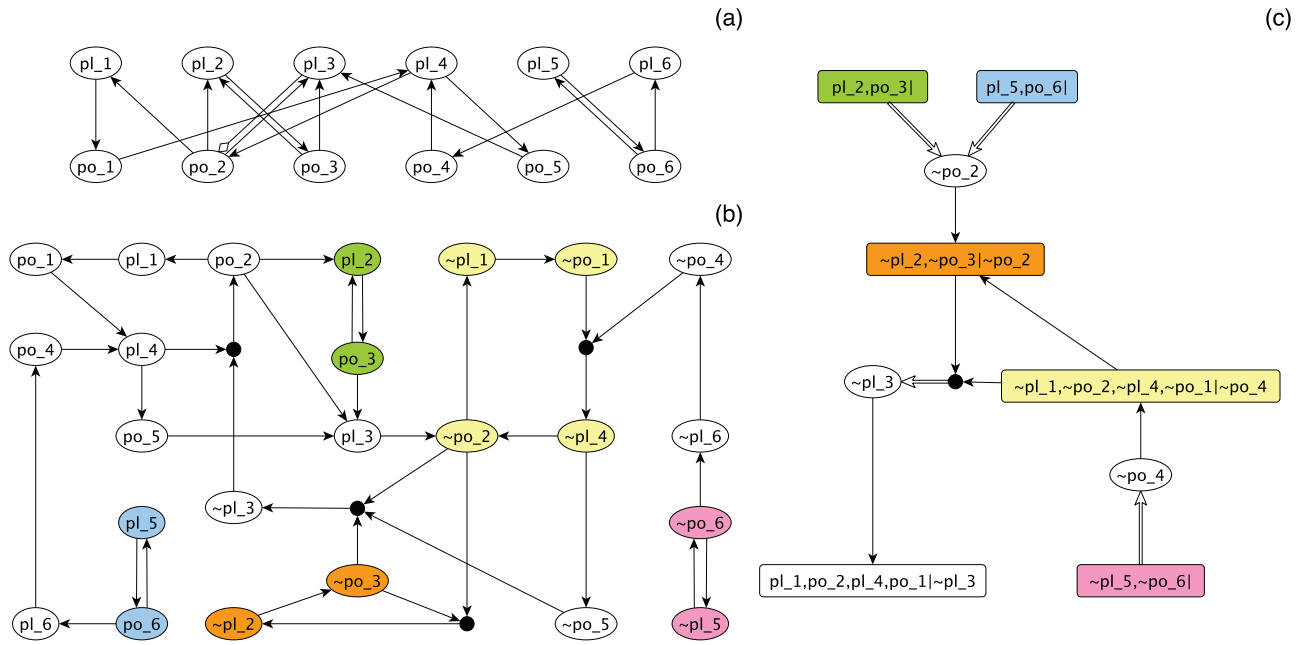 (a)
(c)
pl_1 pl_2 pl_3 pl_4 pl_5 pl_6
po_1 po_2 po_3 po_4 po_5 po_6
(b)
po_1 pl_1 po_2 pl_2 ~pl_1 ~po_1 ~po_4
po_4 pl_4 po_3
po_5 pl_3 ~po_2 ~pl_4 ~pl_6
~pl_3 pl_5 ~po_6
~po_3
pl_6 po_6 ~pl_2 ~po_5 ~pl_5
pl_2,po_3| pl_5,po_6|
~po_2
~pl_2,~po_3|~po_2
~pl_3 ~pl_1,~po_2,~pl_4,~po_1|~po_4
~po_4
pl_1,po_2,pl_4,po_1|~pl_3 ~pl_5,~po_6|